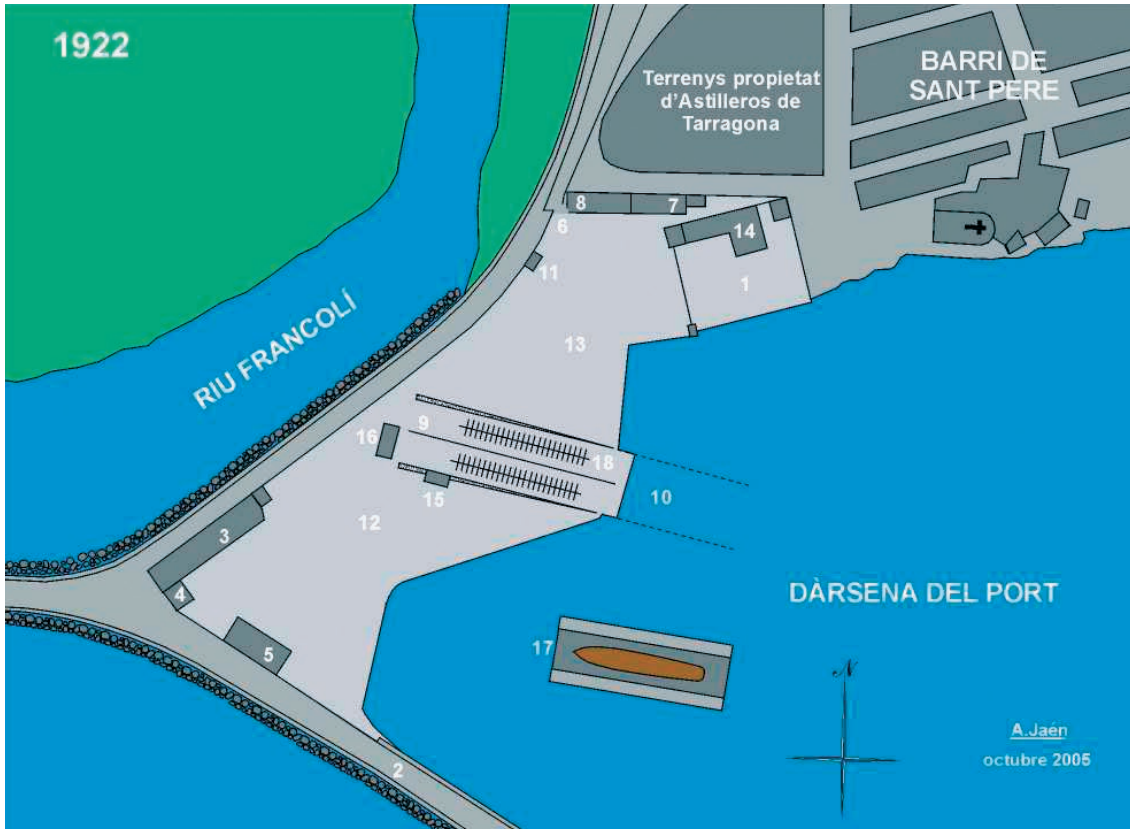 1922
BARRI DE
SANT PERE
Terrenys propietat
d'Astilleros de
Tarragona
8
7
6
14
11
1
RIU FRANCOLÍ
13
9
16
18
15
10
12
3
4
DÀRSENA DEL PORT
5
17
N
A.Jaén
octubre 2005
2